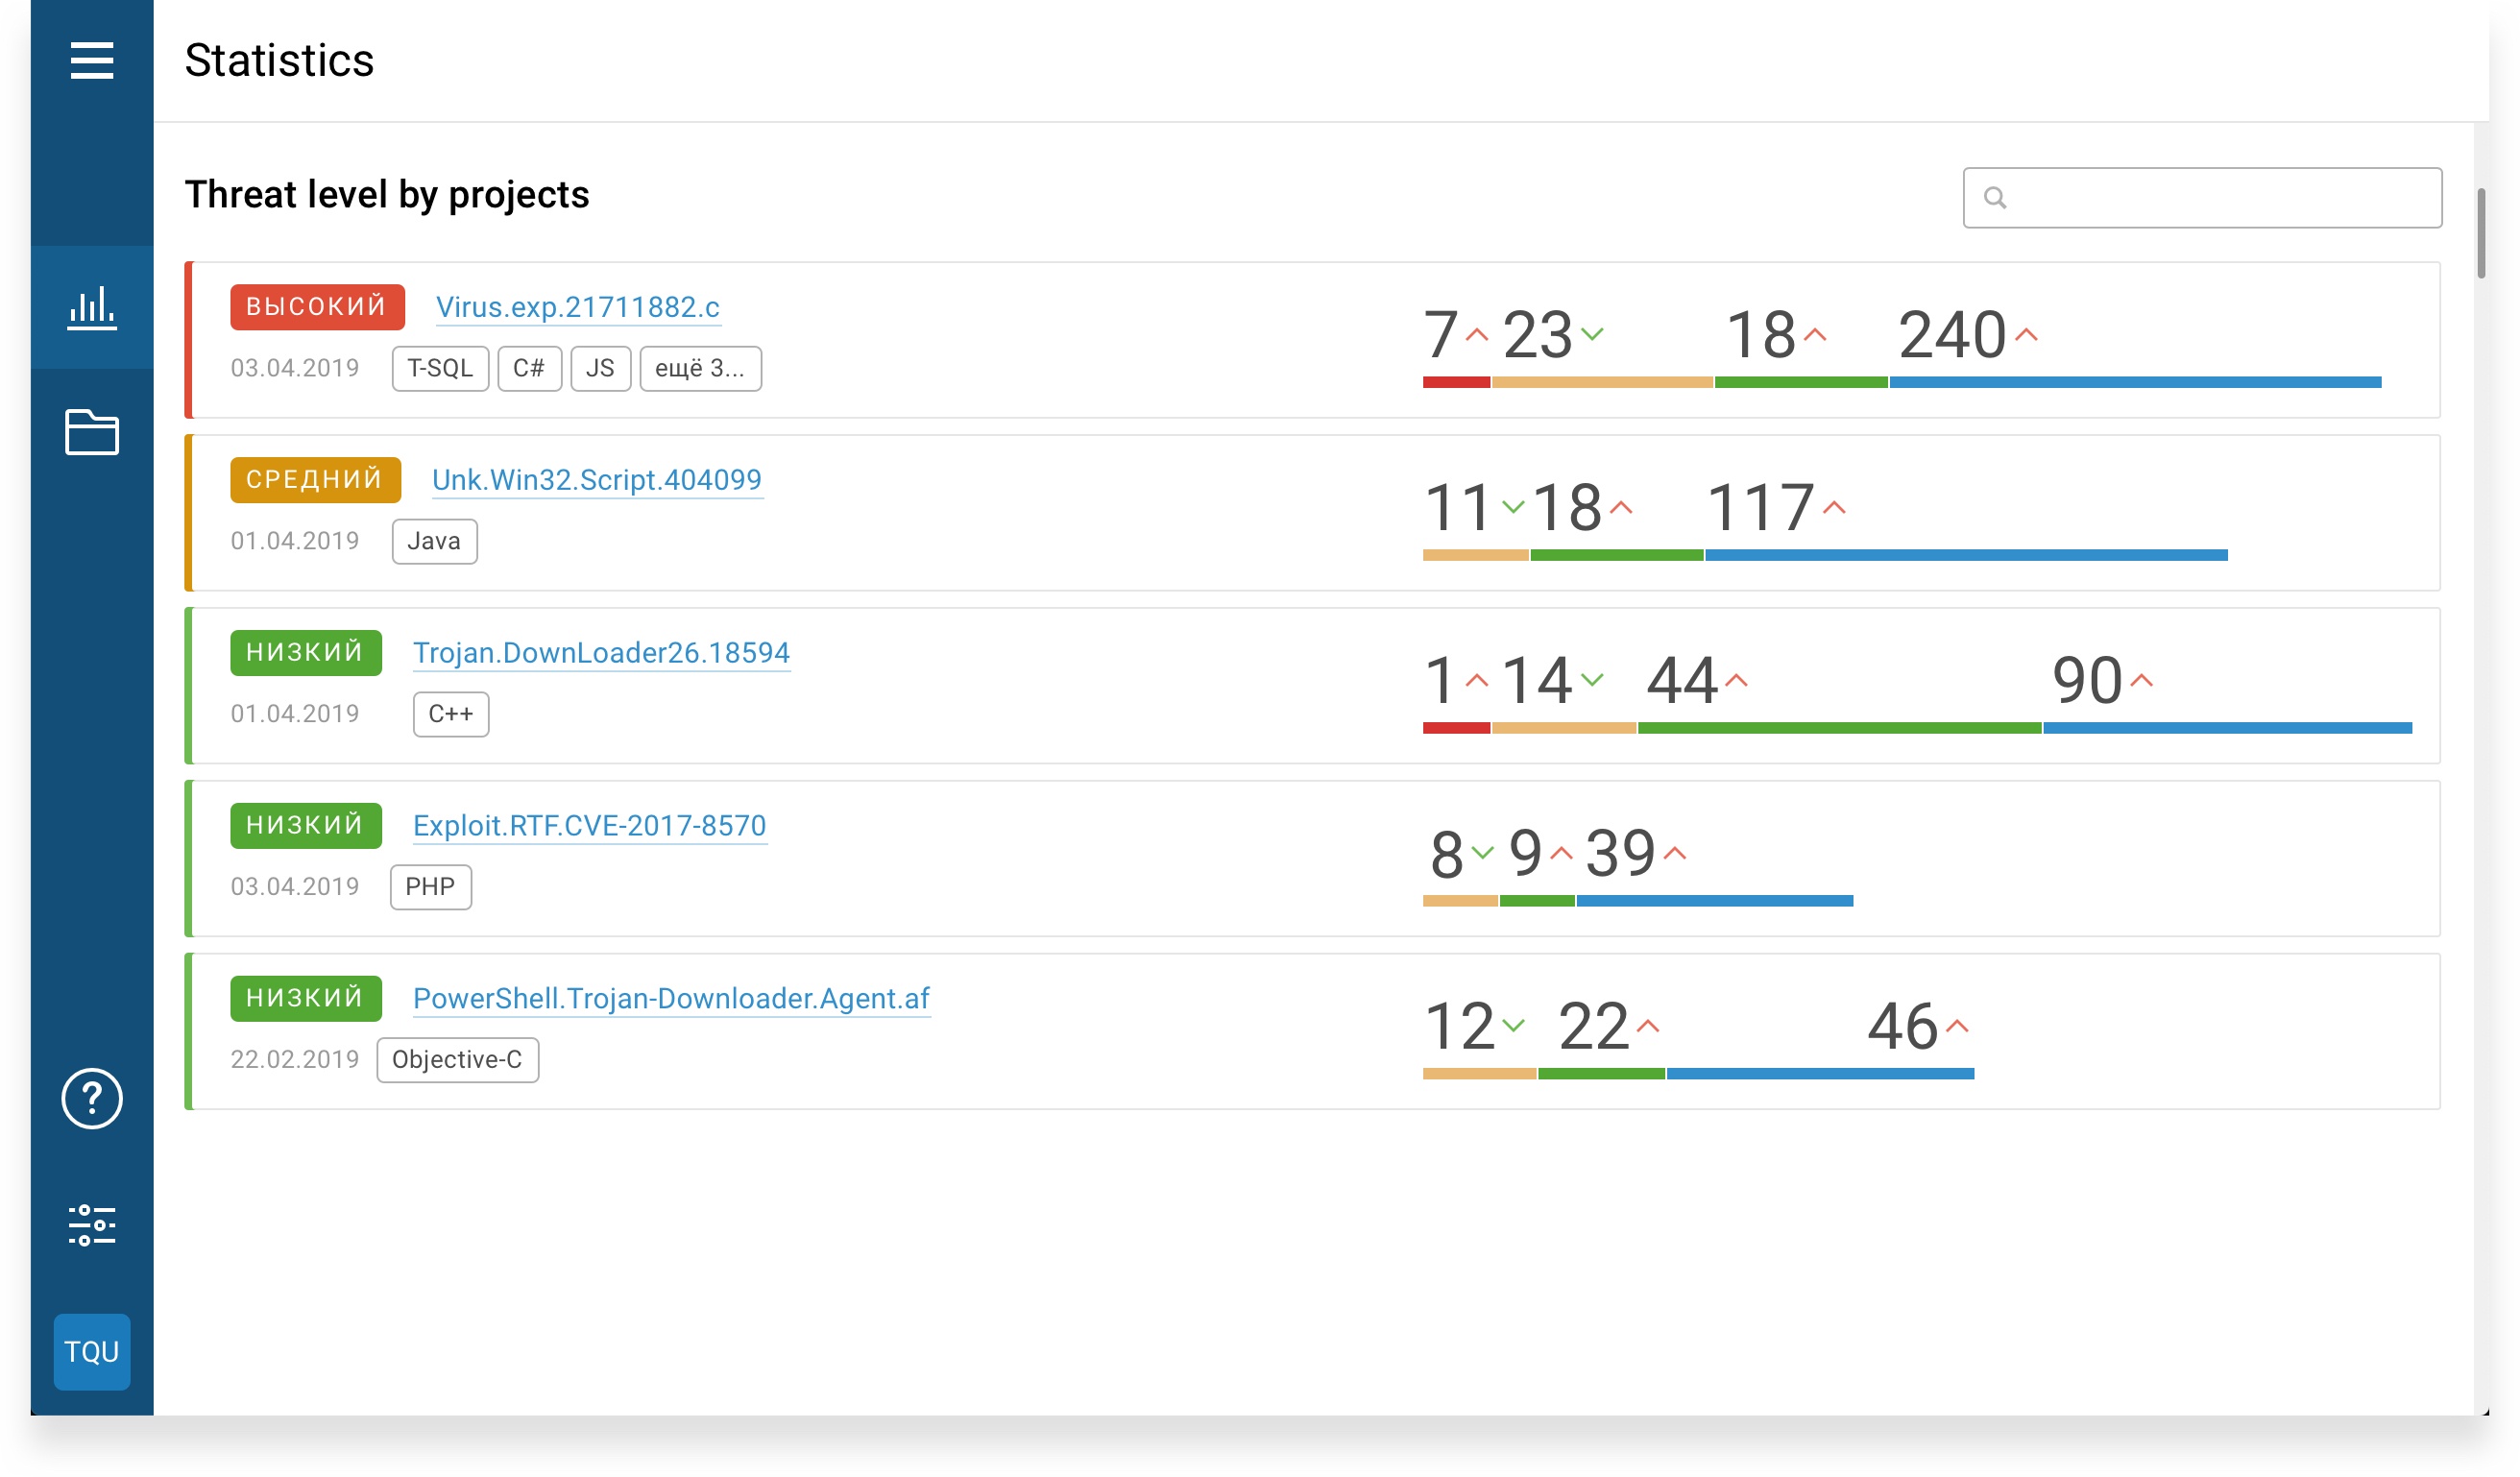 Statistics
Threat level by projects
ВЫСОКИЙ Virus.exp.21711882.c
03.04.2019 T-SQL C# JS ещё 3...
7 23 18 240
СРЕДНИЙ Unk.Win32.Script.404099
01.04.2019 Java
11 18 117
НИЗКИЙ Trojan.DownLoader26.18594
01.04.2019 C++
1 14 44 90
НИЗКИЙ Exploit.RTF.CVE-2017-8570
03.04.2019 PHP
8 9 39
НИЗКИЙ PowerShell.Trojan-Downloader.Agent.af
22.02.2019 Objective-C
12 22 46
?
TQU